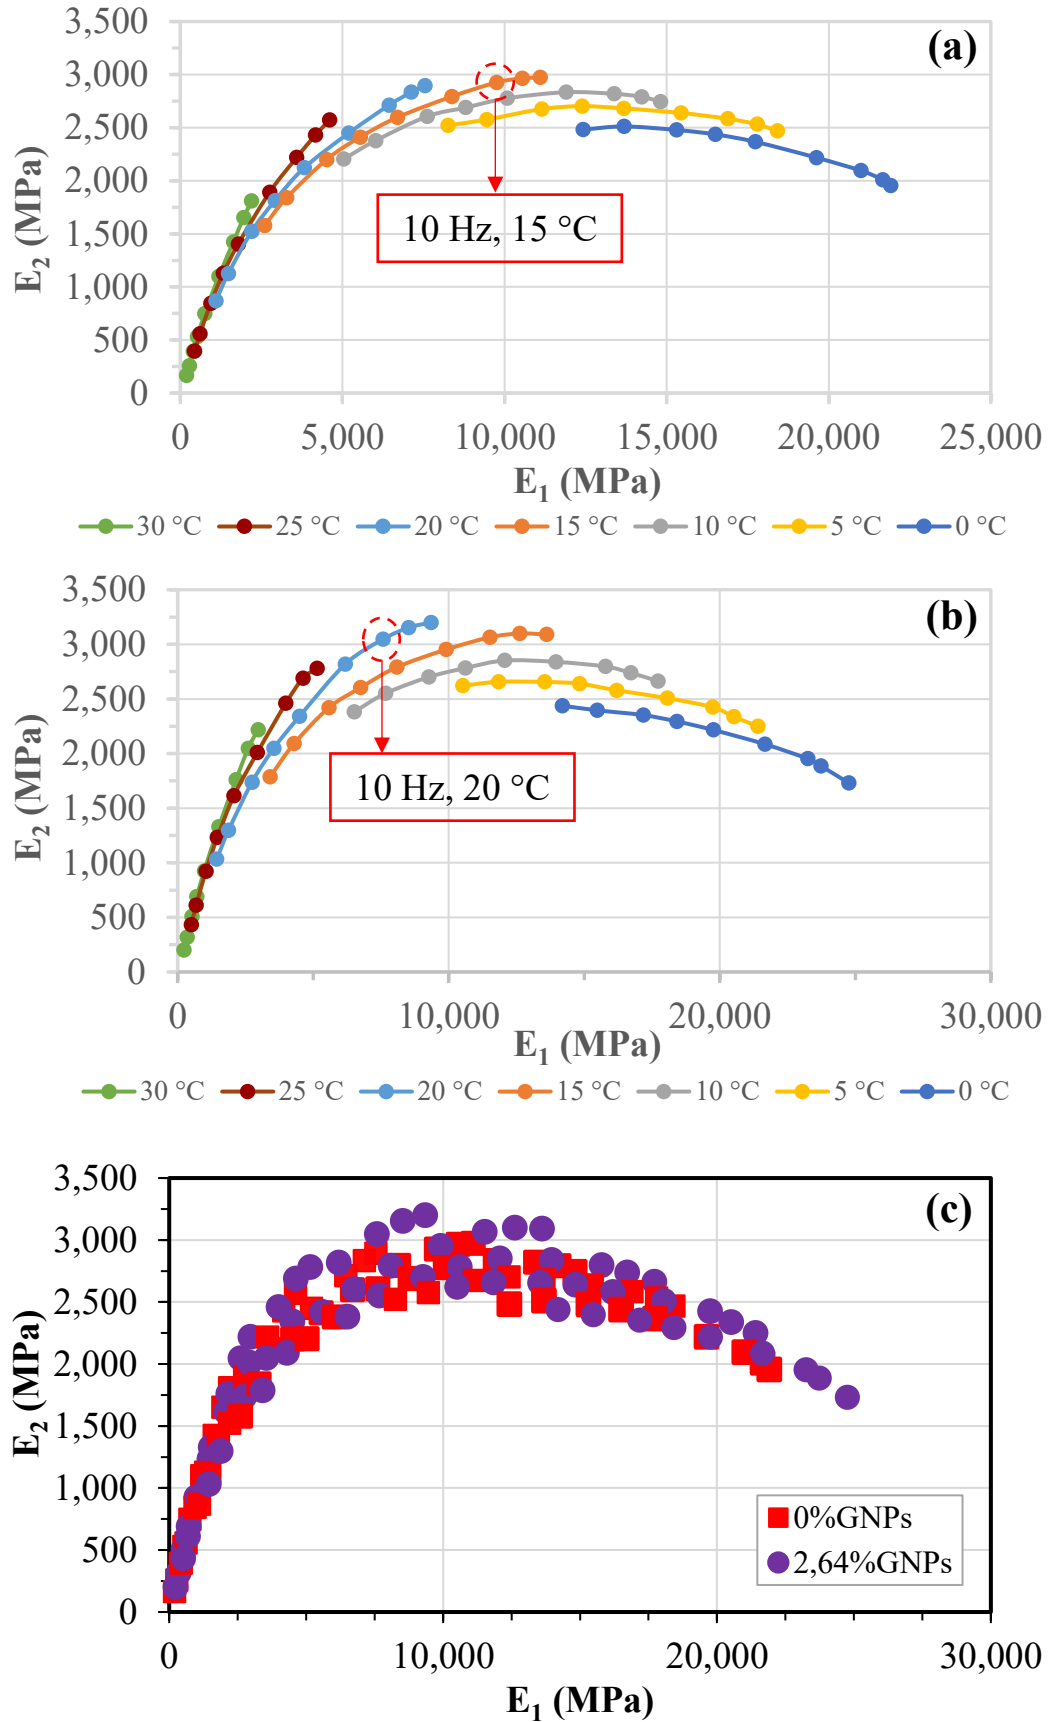 (a)
3,500
3,000
2,500
2,000
1,500
1,000
500
0
E2 (MPa)
10 Hz, 15 °C
0 5,000 10,000 15,000 20,000 25,000
E1 (MPa)
30 °C 25 °C 20 °C 15 °C 10 °C 5 °C 0 °C
(b)
3,500
3,000
2,500
2,000
1,500
1,000
500
0
E2 (MPa)
10 Hz, 20 °C
0 10,000 20,000 30,000
E1 (MPa)
30 °C 25 °C 20 °C 15 °C 10 °C 5 °C 0 °C
(c)
3,500
3,000
2,500
2,000
1,500
1,000
500
0
E2 (MPa)
0%GNPs
2,64%GNPs
0 10,000 20,000 30,000
E1 (MPa)